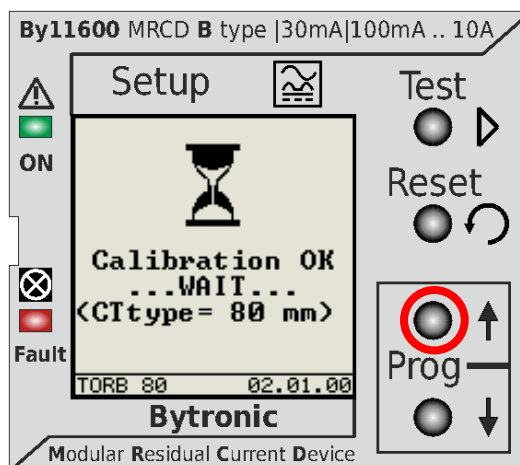 By11600 MRCD B type |30mA|100mA .. 10A
Setup
Test
ON
Reset
Calibration OK
...WAIT...
(CTtype= 80 mm)
Fault
Prog
TORB 80 02.01.00
Bytronic
Modular Residual Current Device